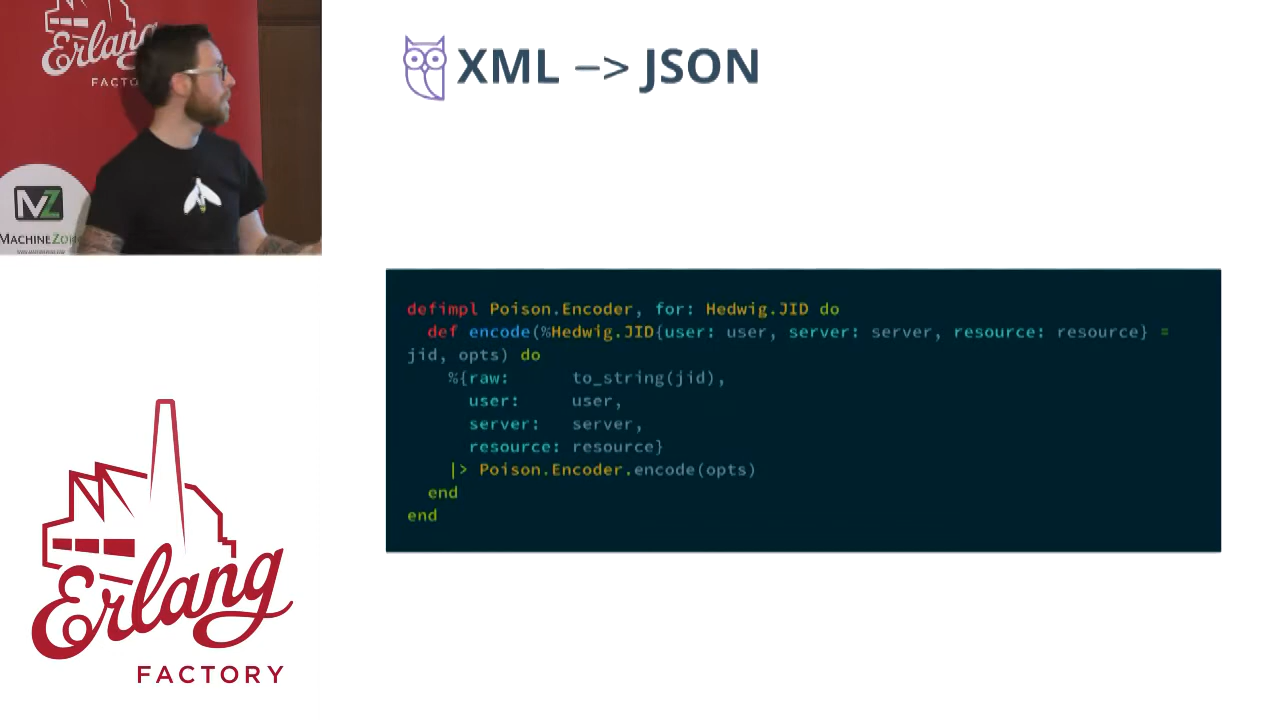 Erlang
FACTO
MZ
MACHINEZO
XML -> JSON
defimpl Poison.Encoder, for: Hedwig.JID do
  def encode(%Hedwig.JID{user: user, server: server, resource: resource} =
jid, opts) do
    %{raw:      to_string(jid),
      user:     user,
      server:   server,
      resource: resource}
    |> Poison.Encoder.encode(opts)
  end
end
Erlang
FACTORY